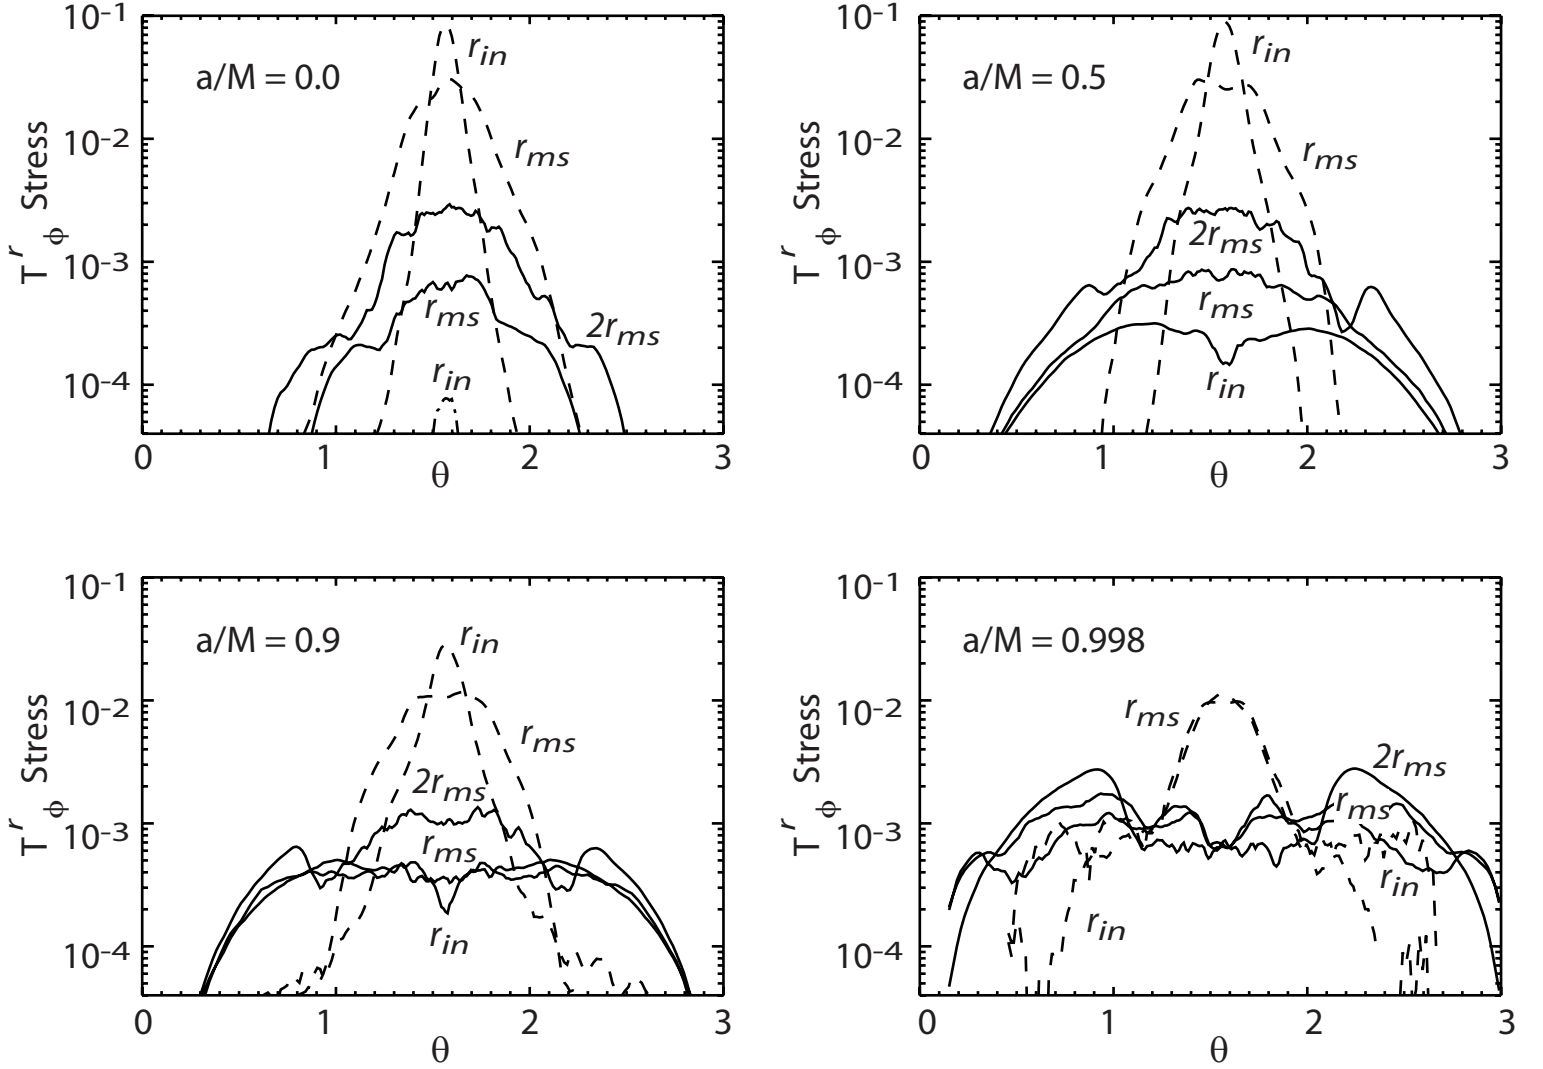 10⁻¹
10⁻²
10⁻³
10⁻⁴
T^r_ϕ Stress
a/M = 0.0
r_in
r_ms
r_ms
2r_ms
r_in
0 1 2 3
θ
10⁻¹
10⁻²
10⁻³
10⁻⁴
T^r_ϕ Stress
a/M = 0.5
r_in
r_ms
2r_ms
r_ms
r_in
0 1 2 3
θ
10⁻¹
10⁻²
10⁻³
10⁻⁴
T^r_ϕ Stress
a/M = 0.9
r_in
r_ms
2r_ms
r_ms
r_in
0 1 2 3
θ
10⁻¹
10⁻²
10⁻³
10⁻⁴
T^r_ϕ Stress
a/M = 0.998
r_ms
2r_ms
r_ms
r_in
r_in
0 1 2 3
θ